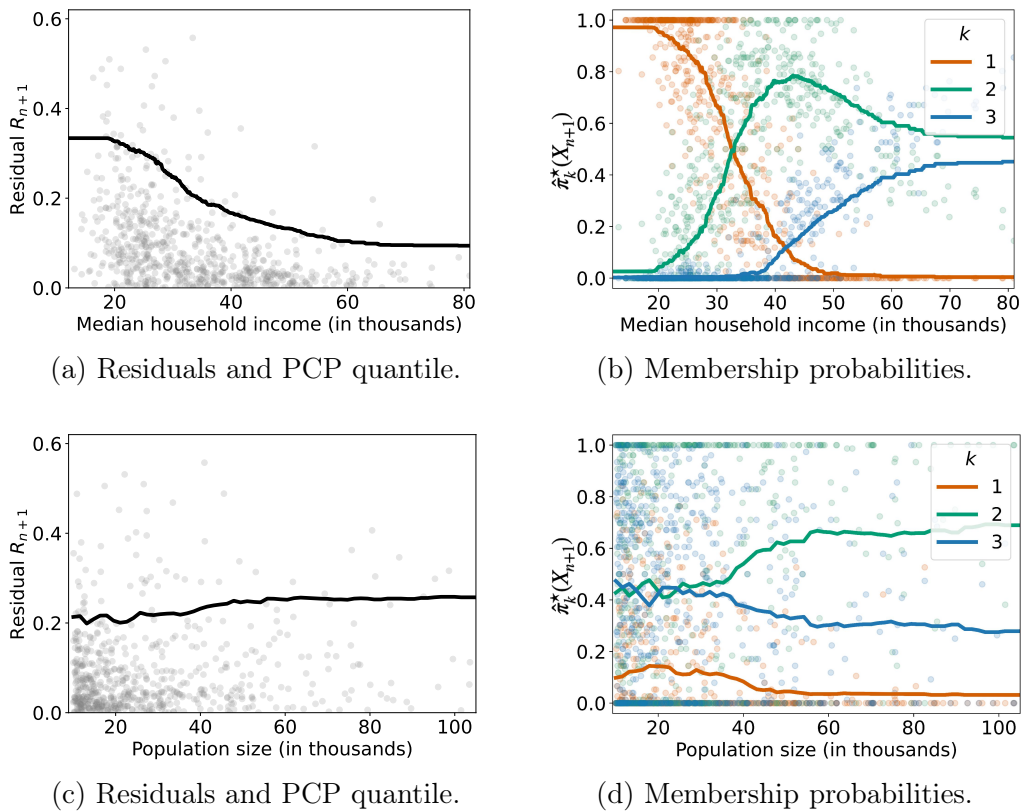 0.6
0.4
0.2
0.0
Residual R_{n+1}
20 40 60 80
Median household income (in thousands)
(a) Residuals and PCP quantile.
1.0
0.8
0.6
0.4
0.2
0.0
π̂*_k(X_{n+1})
k
1
2
3
20 30 40 50 60 70 80
Median household income (in thousands)
(b) Membership probabilities.
0.6
0.4
0.2
0.0
Residual R_{n+1}
20 40 60 80 100
Population size (in thousands)
(c) Residuals and PCP quantile.
1.0
0.8
0.6
0.4
0.2
0.0
π̂*_k(X_{n+1})
k
1
2
3
20 40 60 80 100
Population size (in thousands)
(d) Membership probabilities.